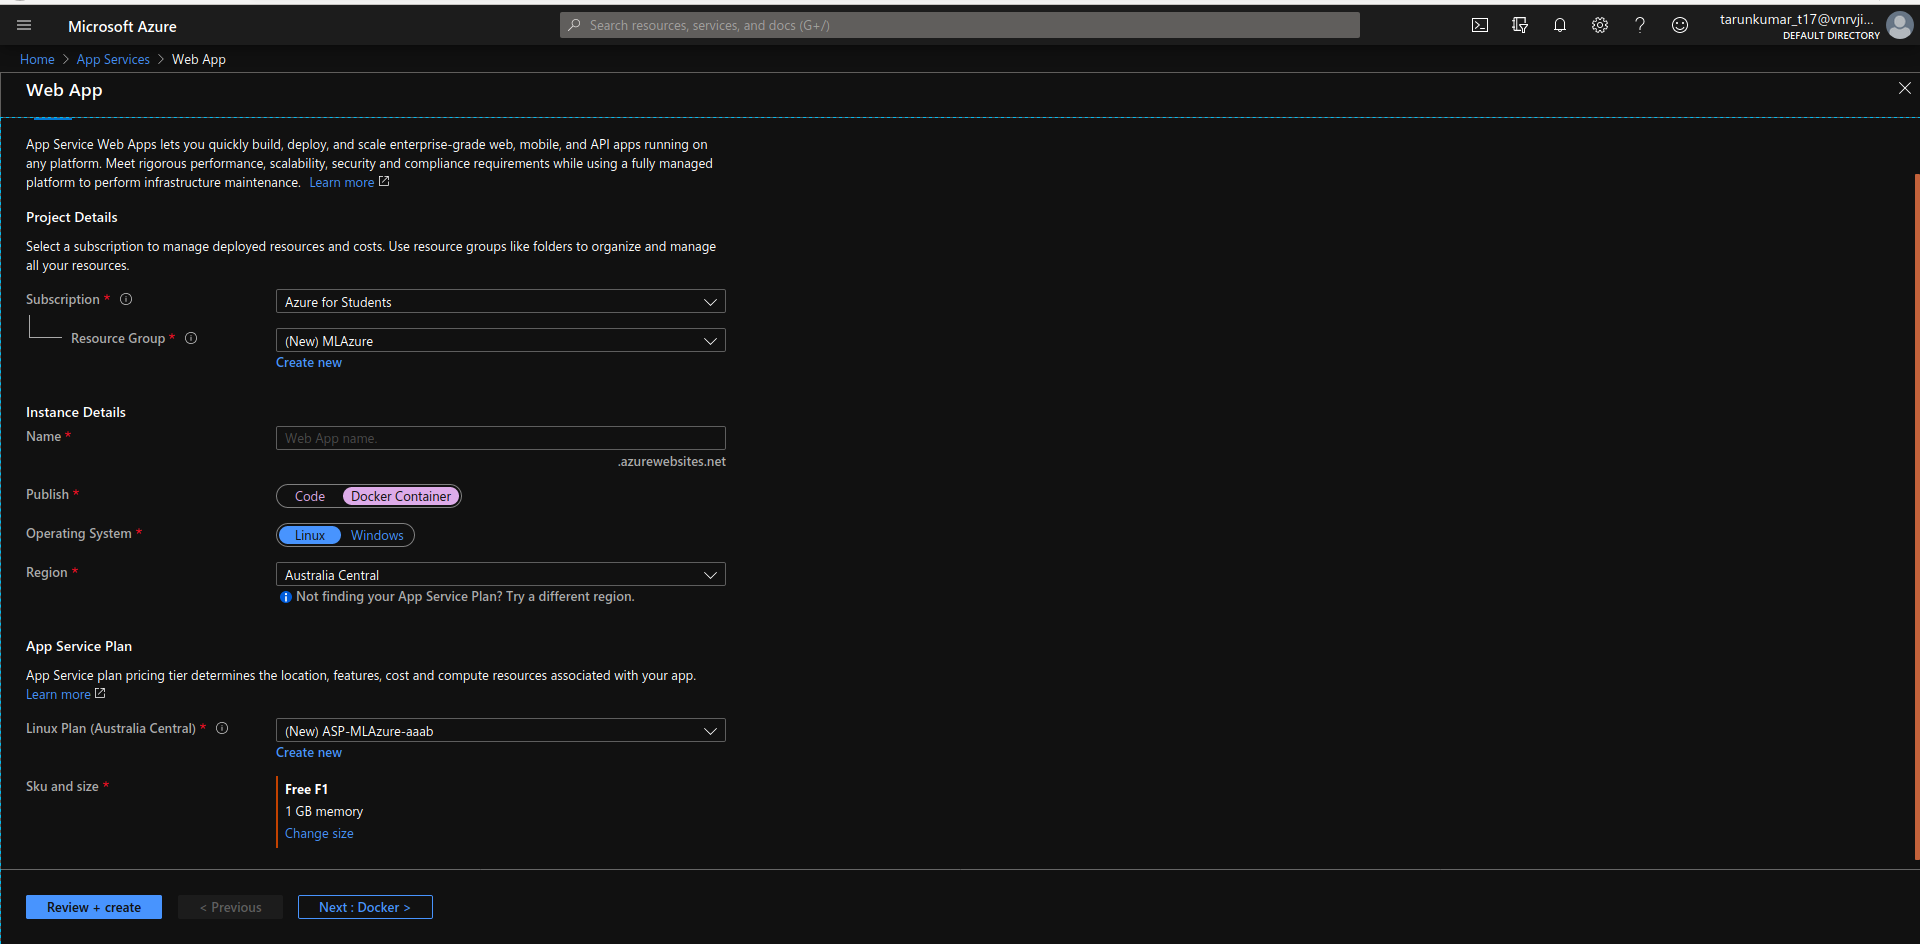 Microsoft Azure
Search resources, services, and docs (G+/)
tarunkumar_t17@vnrvji...
DEFAULT DIRECTORY
Home > App Services > Web App
Web App
App Service Web Apps lets you quickly build, deploy, and scale enterprise-grade web, mobile, and API apps running on
any platform. Meet rigorous performance, scalability, security and compliance requirements while using a fully managed
platform to perform infrastructure maintenance. Learn more
Project Details
Select a subscription to manage deployed resources and costs. Use resource groups like folders to organize and manage
all your resources.
Subscription *
Azure for Students
Resource Group *
(New) MLAzure
Create new
Instance Details
Name *
Web App name.
.azurewebsites.net
Publish *
Code Docker Container
Operating System *
Linux Windows
Region *
Australia Central
Not finding your App Service Plan? Try a different region.
App Service Plan
App Service plan pricing tier determines the location, features, cost and compute resources associated with your app.
Learn more
Linux Plan (Australia Central) *
(New) ASP-MLAzure-aaab
Create new
Sku and size *
Free F1
1 GB memory
Change size
Review + create
< Previous
Next : Docker >